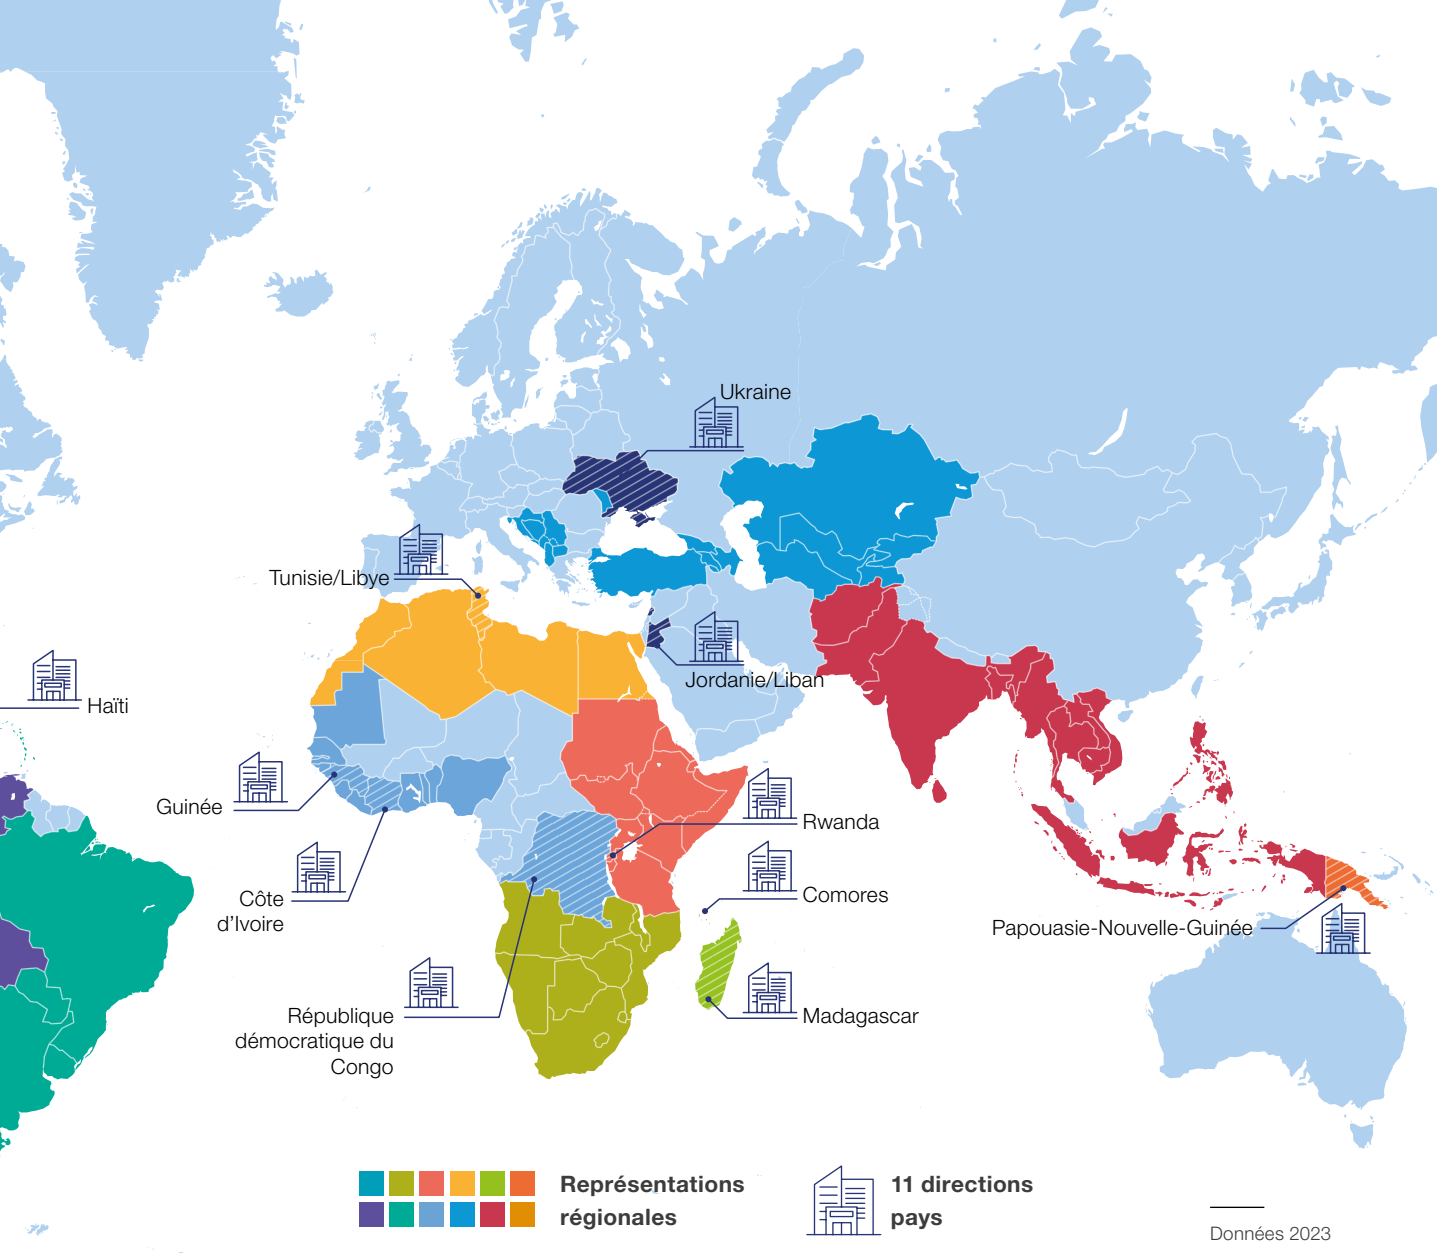 Ukraine
Tunisie/Libye
Jordanie/Liban
Haïti
Guinée
Rwanda
Côte
d'Ivoire
Comores
Papouasie-Nouvelle-Guinée
République
démocratique du
Congo
Madagascar
Représentations
régionales
11 directions
pays
Données 2023